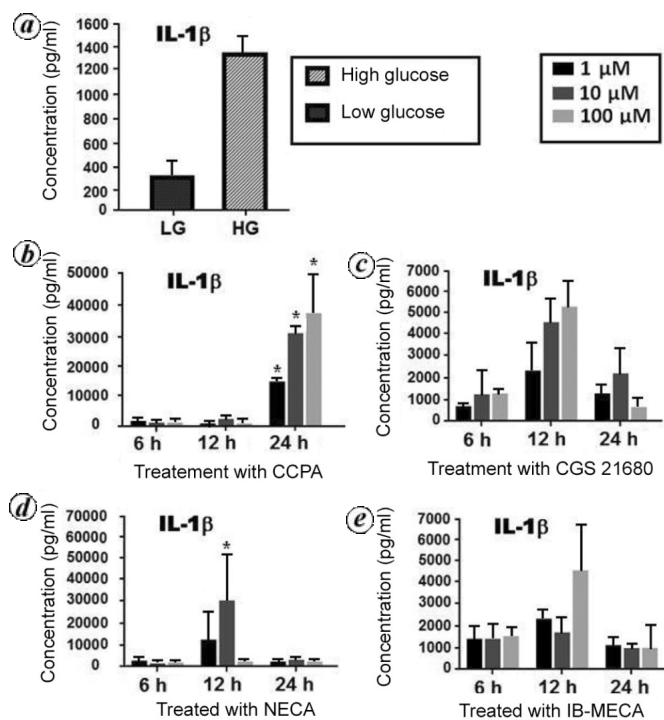 a
IL-1β
Concentration (pg/ml)
1600
1400
1200
1000
800
600
400
200
0
LG HG
High glucose
Low glucose
1 µM
10 µM
100 µM
b
IL-1β
Concentration (pg/ml)
50000
40000
30000
20000
10000
0
* * *
6 h 12 h 24 h
Treatement with CCPA
c
IL-1β
Concentration (pg/ml)
7000
6000
5000
4000
3000
2000
1000
0
6 h 12 h 24 h
Treatment with CGS 21680
d
IL-1β
Concentration (pg/ml)
70000
60000
50000
40000
30000
20000
10000
0
*
6 h 12 h 24 h
Treated with NECA
e
IL-1β
Concentration (pg/ml)
7000
6000
5000
4000
3000
2000
1000
0
6 h 12 h 24 h
Treated with IB-MECA